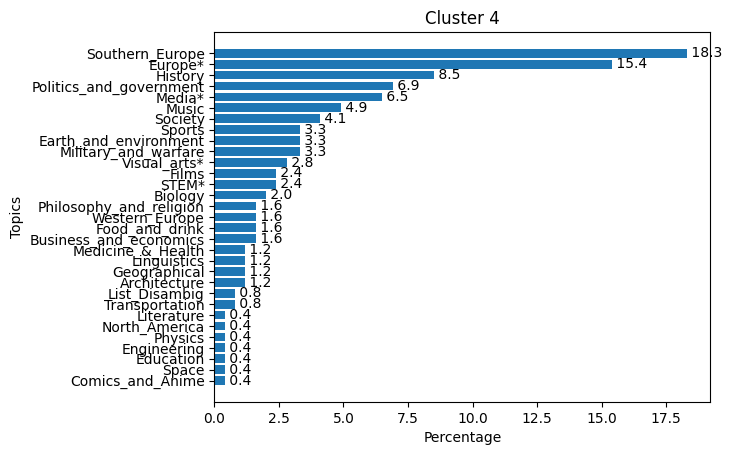 Cluster 4
Topics
Southern_Europe 18.3
Europe* 15.4
History 8.5
Politics_and_government 6.9
Media* 6.5
Music 4.9
Society 4.1
Sports 3.3
Earth_and_environment 3.3
Military_and_warfare 3.3
Visual_arts* 2.8
Films 2.4
STEM* 2.4
Biology 2.0
Philosophy_and_religion 1.6
Western_Europe 1.6
Food_and_drink 1.6
Business_and_economics 1.6
Medicine_&_Health 1.2
Linguistics 1.2
Geographical 1.2
Architecture 1.2
List_Disambig 0.8
Transportation 0.8
Literature 0.4
North_America 0.4
Physics 0.4
Engineering 0.4
Education 0.4
Space 0.4
Comics_and_Anime 0.4
0.0 2.5 5.0 7.5 10.0 12.5 15.0 17.5
Percentage